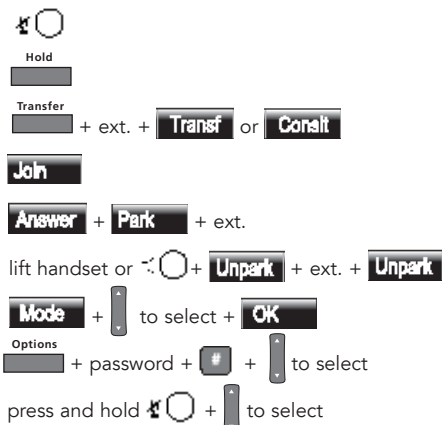 Hold
Transfer
+ ext. + Transf or Conslt
Join
Answer + Park + ext.
lift handset or + Unpark + ext. + Unpark
Mode + to select + OK
Options
+ password + # + to select
press and hold + to select